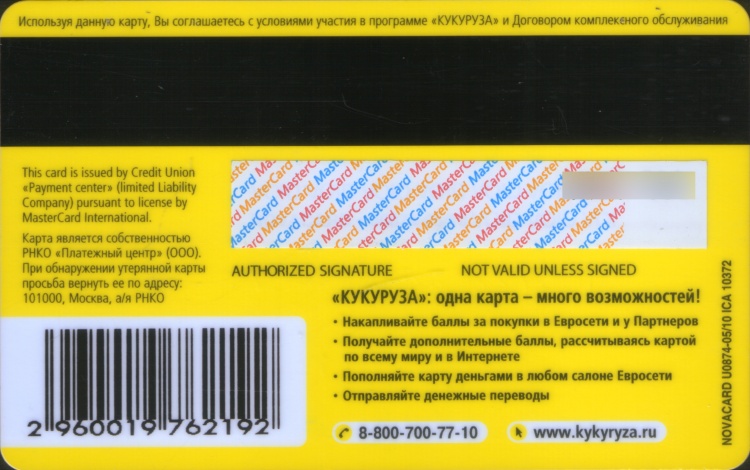 Используя данную карту, Вы соглашаетесь с условиями участия в программе «КУКУРУЗА» и Договором комплексного обслуживания
This card is issued by Credit Union
«Payment center» (limited Liability
Company) pursuant to license by
MasterCard International.
Карта является собственностью
РНКО «Платежный центр» (ООО).
При обнаружении утерянной карты
просьба вернуть ее по адресу:
101000, Москва, а/я РНКО
MasterCard MasterCard MasterCard
AUTHORIZED SIGNATURE NOT VALID UNLESS SIGNED
«КУКУРУЗА»: одна карта – много возможностей!
• Накапливайте баллы за покупки в Евросети и у Партнеров
• Получайте дополнительные баллы, рассчитываясь картой
по всему миру и в Интернете
• Пополняйте карту деньгами в любом салоне Евросети
• Отправляйте денежные переводы
8-800-700-77-10 www.kykyryza.ru
2 960019 762192
NOVACARD U0874-05/10 ICA 10372